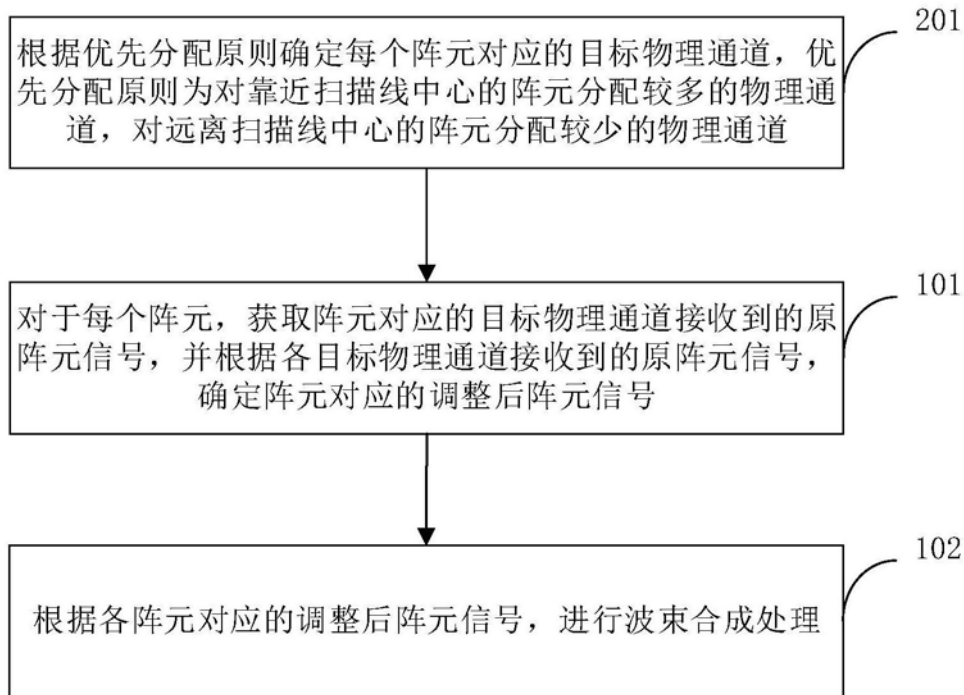 201
根据优先分配原则确定每个阵元对应的目标物理通道，优
先分配原则为对靠近扫描线中心的阵元分配较多的物理通
道，对远离扫描线中心的阵元分配较少的物理通道
101
对于每个阵元，获取阵元对应的目标物理通道接收到的原
阵元信号，并根据各目标物理通道接收到的原阵元信号，
确定阵元对应的调整后阵元信号
102
根据各阵元对应的调整后阵元信号，进行波束合成处理